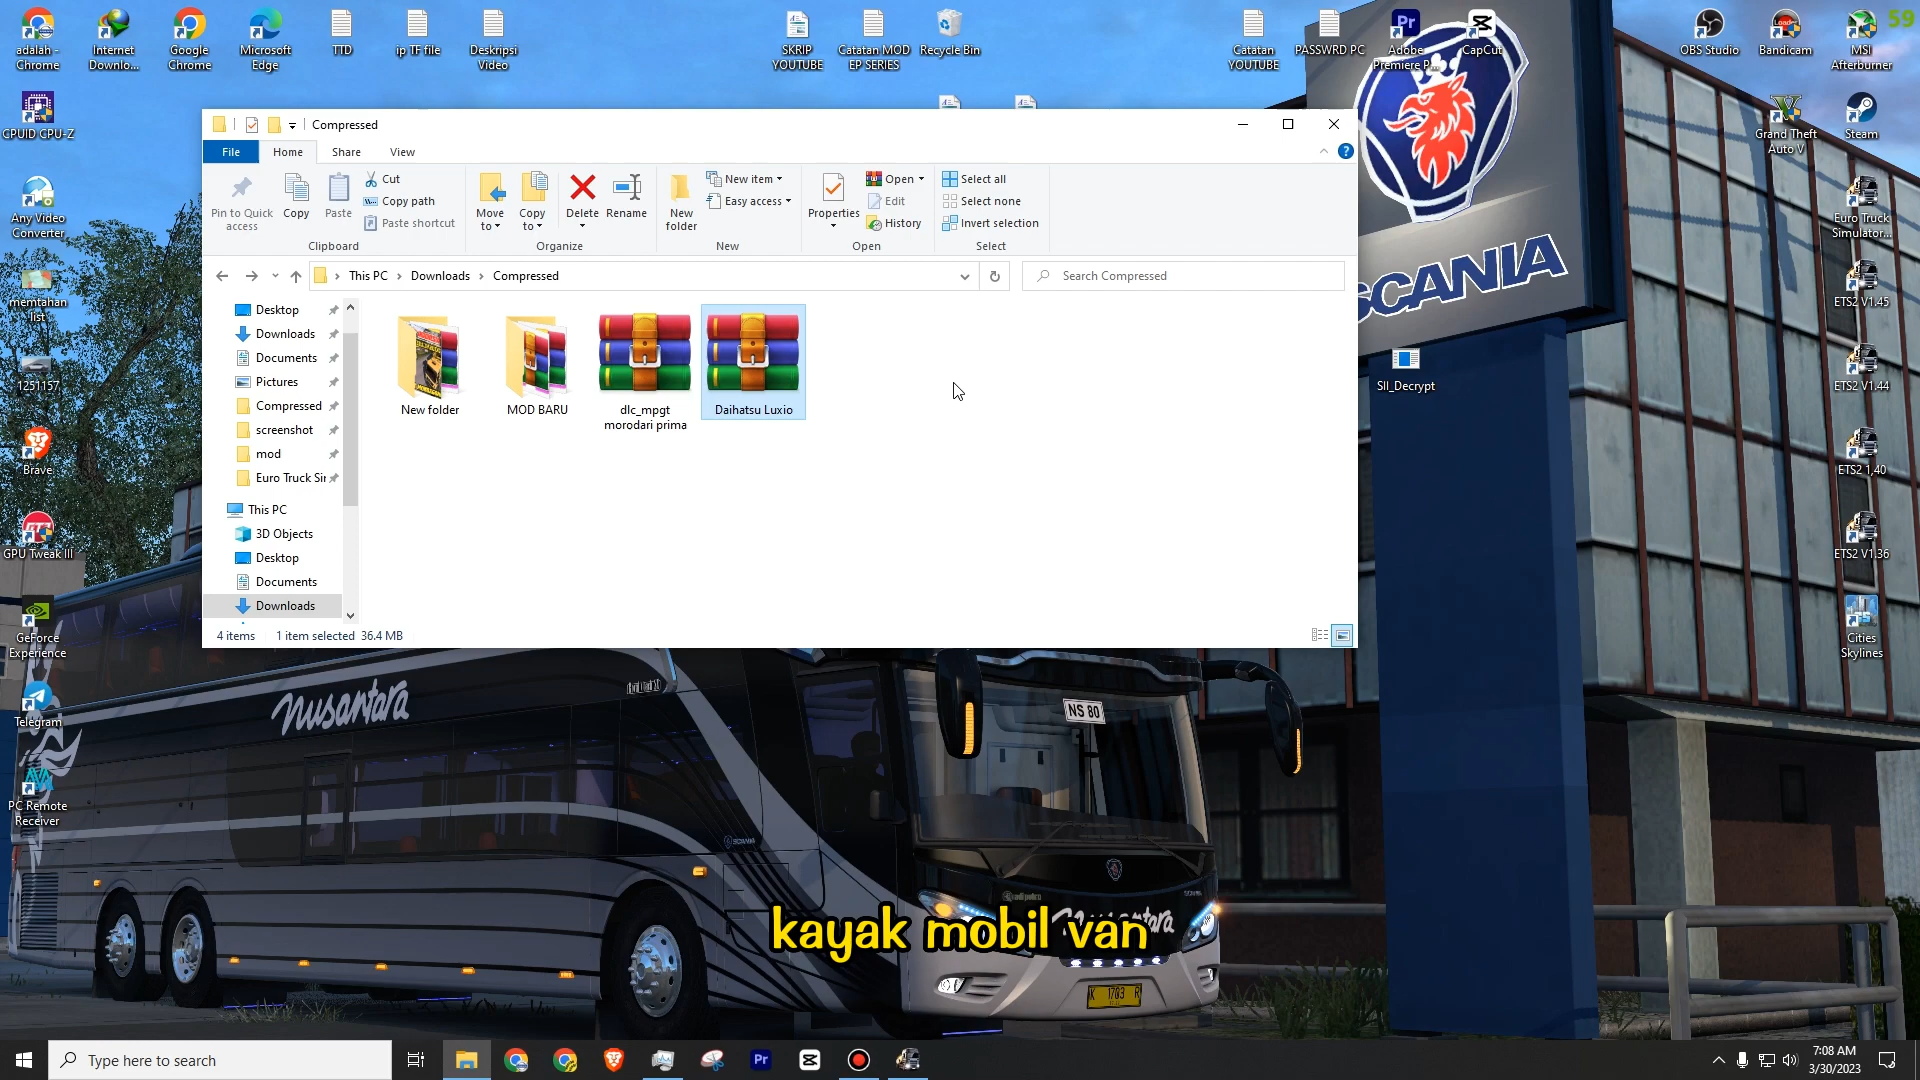 adalah - Chrome
Internet Downlo...
Google Chrome
Microsoft Edge
TTD
ip TF file
Deskripsi Video
SKRIP YOUTUBE
Catatan MOD EP SERIES
Recycle Bin
Catatan YOUTUBE
PASSWRD PC
Adobe Premiere P...
CapCut
OBS Studio
Bandicam
MSI Afterburner
59
CPUID CPU-Z
Any Video Converter
memtahan list
1251157
Brave
GPU Tweak III
GeForce Experience
Telegram
PC Remote Receiver
Grand Theft Auto V
Steam
Euro Truck Simulator...
ETS2 V1.45
ETS2 V1.44
ETS2 1,40
ETS2 V1.36
Cities Skylines
SII_Decrypt
SCANIA
Compressed
File
Home
Share
View
Pin to Quick access
Copy
Paste
Cut
Copy path
Paste shortcut
Clipboard
Move to
Copy to
Delete
Rename
Organize
New folder
New item
Easy access
New
Properties
Open
Edit
History
Open
Select all
Select none
Invert selection
Select
This PC
Downloads
Compressed
Search Compressed
Desktop
Downloads
Documents
Pictures
Compressed
screenshot
mod
Euro Truck Sir
This PC
3D Objects
Desktop
Documents
Downloads
New folder
MOD BARU
dlc_mpgt morodari prima
Daihatsu Luxio
4 items
1 item selected 36.4 MB
Nusantara
NS 80
SCANIA
K 1703 R
kayak mobil van
Type here to search
7:08 AM
3/30/2023